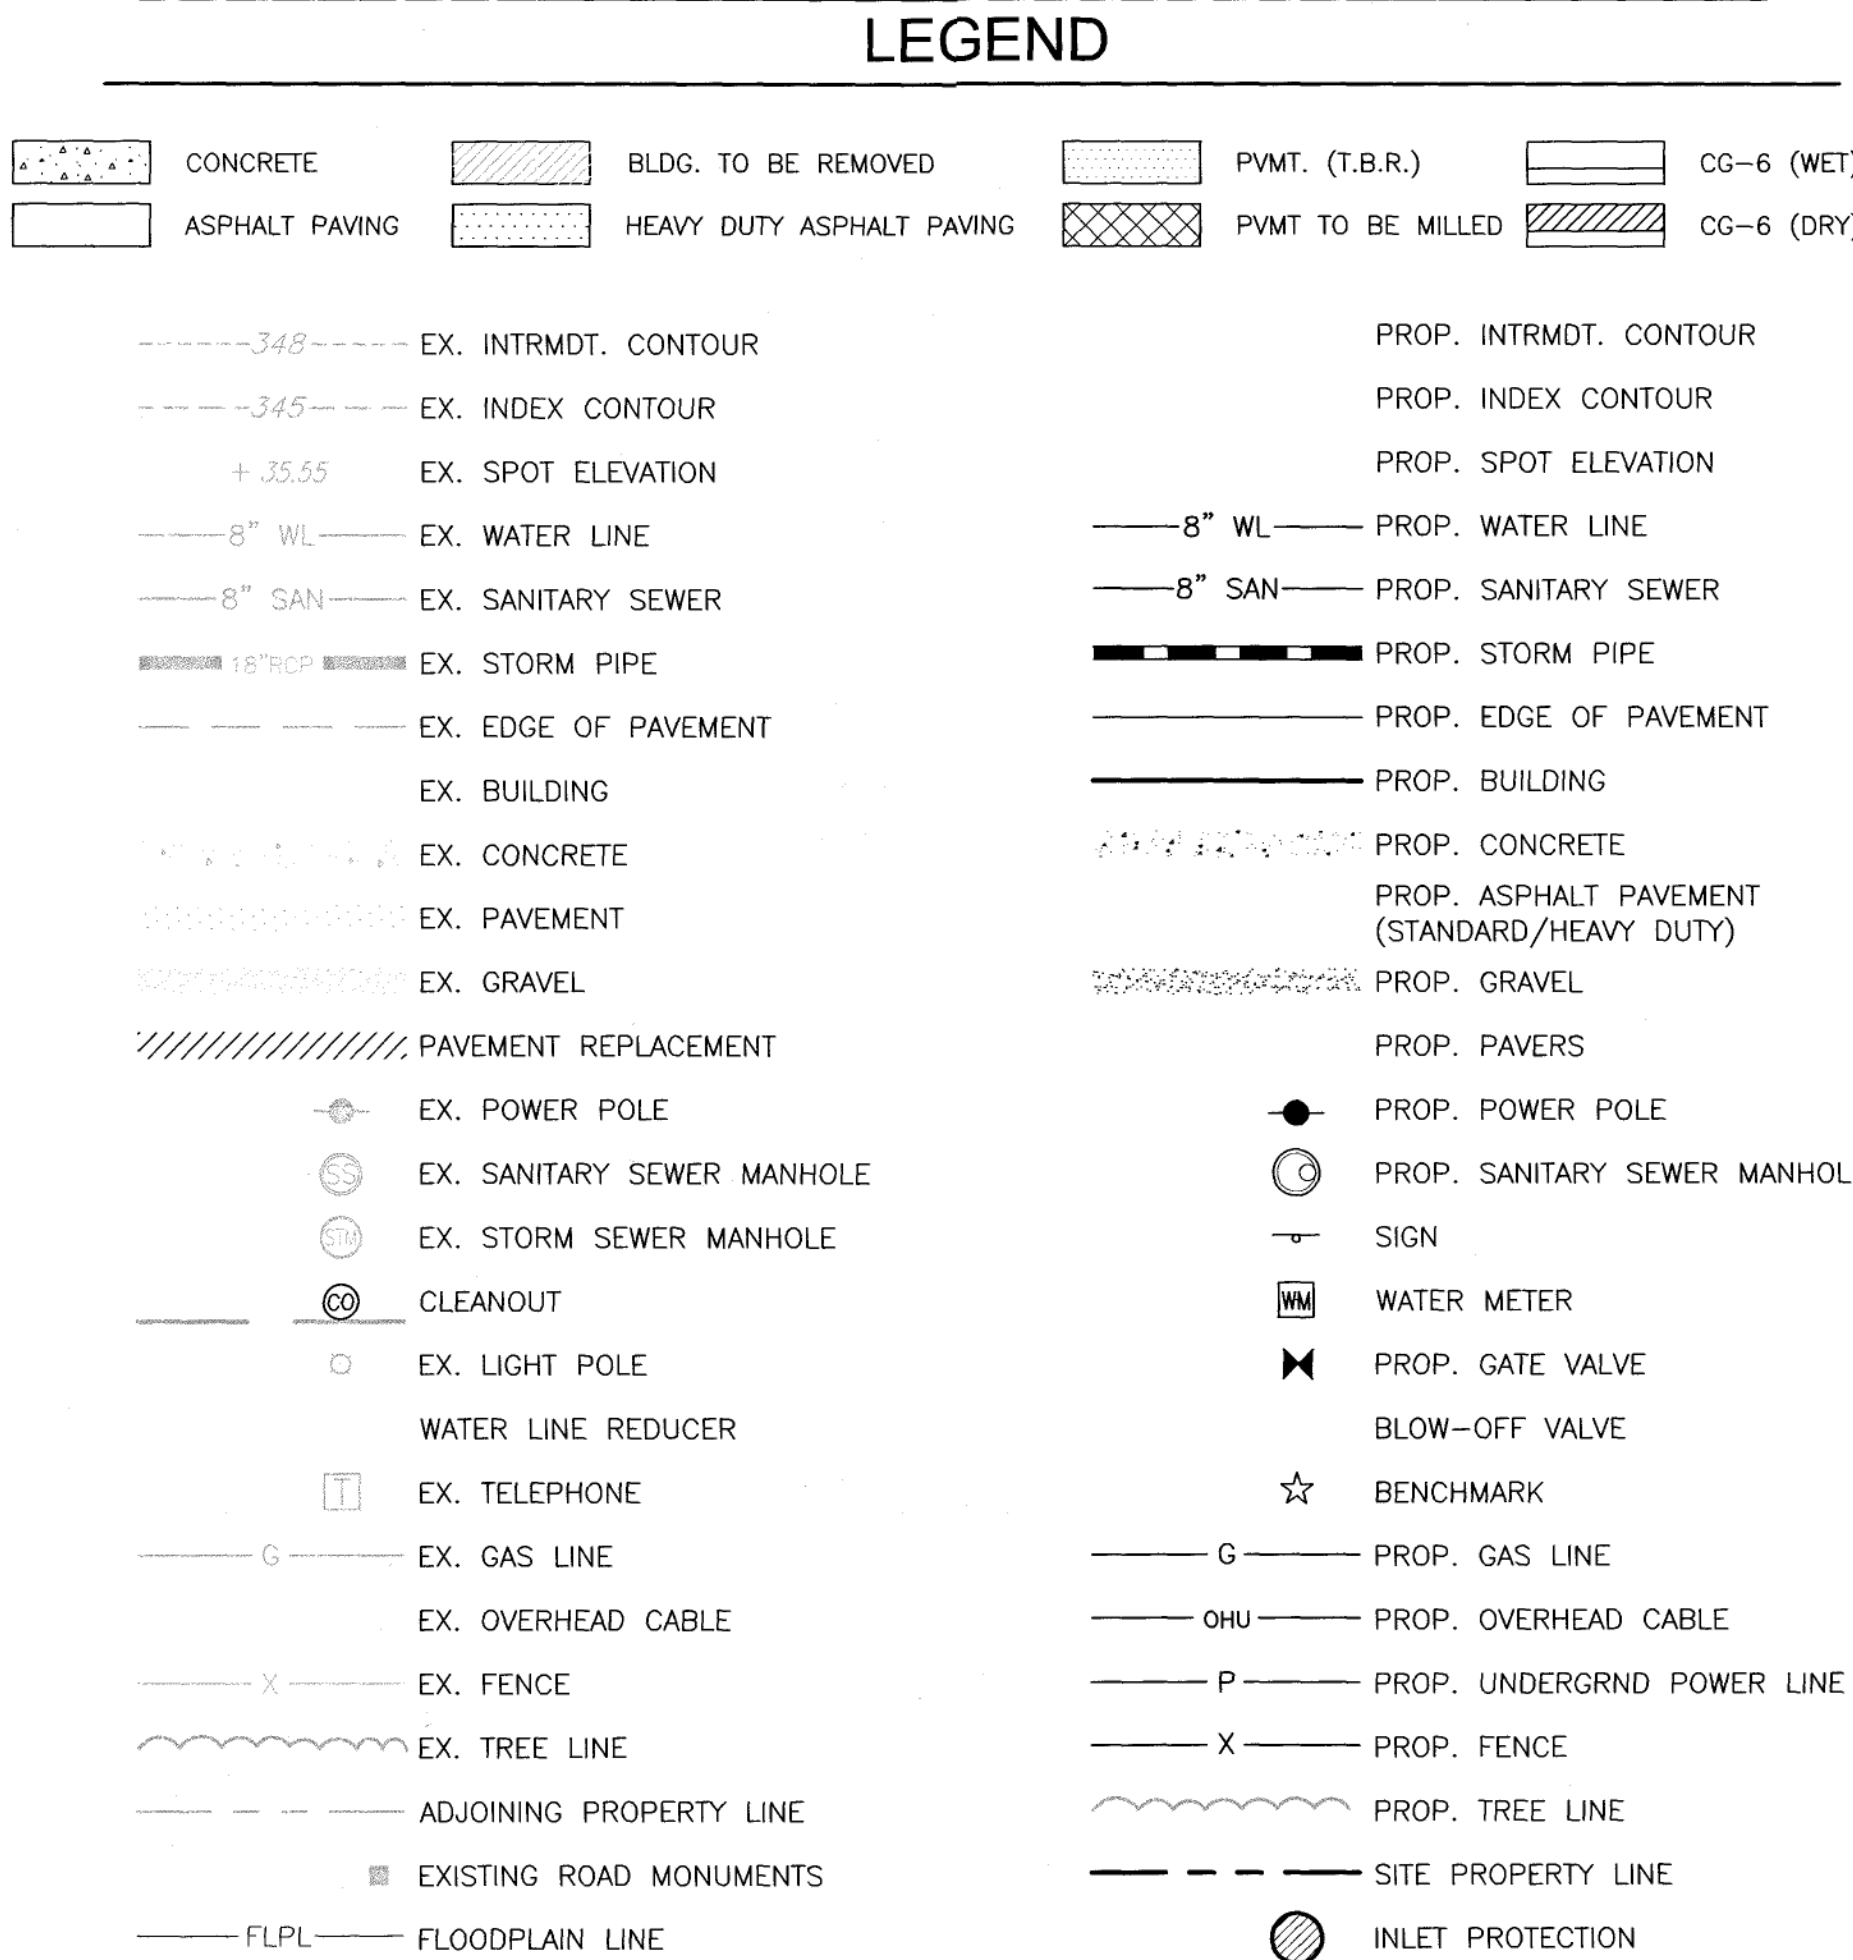 LEGEND
CONCRETE
BLDG. TO BE REMOVED
PVMT. (T.B.R.)
CG-6 (WET)
ASPHALT PAVING
HEAVY DUTY ASPHALT PAVING
PVMT TO BE MILLED
CG-6 (DRY)
348 EX. INTRMDT. CONTOUR
PROP. INTRMDT. CONTOUR
345 EX. INDEX CONTOUR
PROP. INDEX CONTOUR
+ 35.55 EX. SPOT ELEVATION
PROP. SPOT ELEVATION
8" WL EX. WATER LINE
8" WL PROP. WATER LINE
8" SAN EX. SANITARY SEWER
8" SAN PROP. SANITARY SEWER
18"RCP EX. STORM PIPE
PROP. STORM PIPE
EX. EDGE OF PAVEMENT
PROP. EDGE OF PAVEMENT
EX. BUILDING
PROP. BUILDING
EX. CONCRETE
PROP. CONCRETE
EX. PAVEMENT
PROP. ASPHALT PAVEMENT
(STANDARD/HEAVY DUTY)
EX. GRAVEL
PROP. GRAVEL
PAVEMENT REPLACEMENT
PROP. PAVERS
EX. POWER POLE
PROP. POWER POLE
SS EX. SANITARY SEWER MANHOLE
PROP. SANITARY SEWER MANHOL
STM EX. STORM SEWER MANHOLE
SIGN
CO CLEANOUT
WM WATER METER
EX. LIGHT POLE
PROP. GATE VALVE
WATER LINE REDUCER
BLOW-OFF VALVE
T EX. TELEPHONE
BENCHMARK
G EX. GAS LINE
G PROP. GAS LINE
EX. OVERHEAD CABLE
OHU PROP. OVERHEAD CABLE
X EX. FENCE
P PROP. UNDERGRND POWER LINE
EX. TREE LINE
X PROP. FENCE
ADJOINING PROPERTY LINE
PROP. TREE LINE
EXISTING ROAD MONUMENTS
SITE PROPERTY LINE
FLPL FLOODPLAIN LINE
INLET PROTECTION